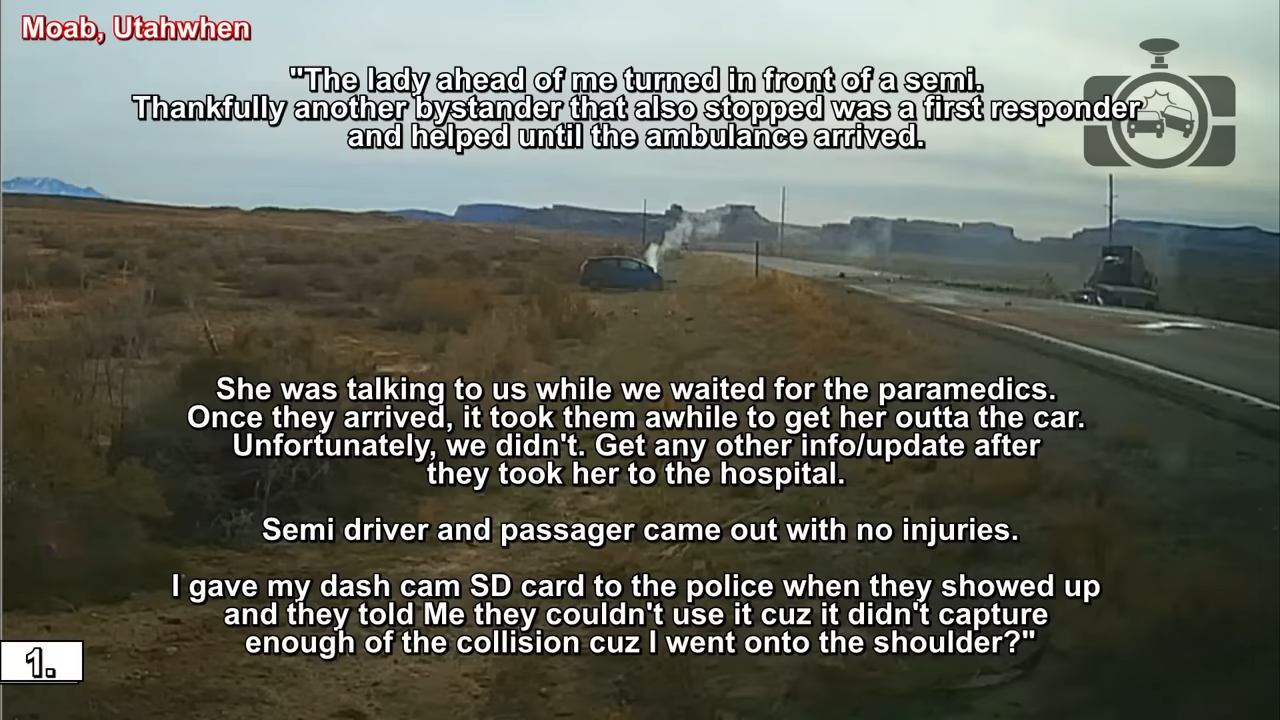 Moab, Utahwhen
"The lady ahead of me turned in front of a semi.
Thankfully another bystander that also stopped was a first responder
and helped until the ambulance arrived.
She was talking to us while we waited for the paramedics.
Once they arrived, it took them awhile to get her outta the car.
Unfortunately, we didn't. Get any other info/update after
they took her to the hospital.
Semi driver and passager came out with no injuries.
I gave my dash cam SD card to the police when they showed up
and they told Me they couldn't use it cuz it didn't capture
enough of the collision cuz I went onto the shoulder?"
1.